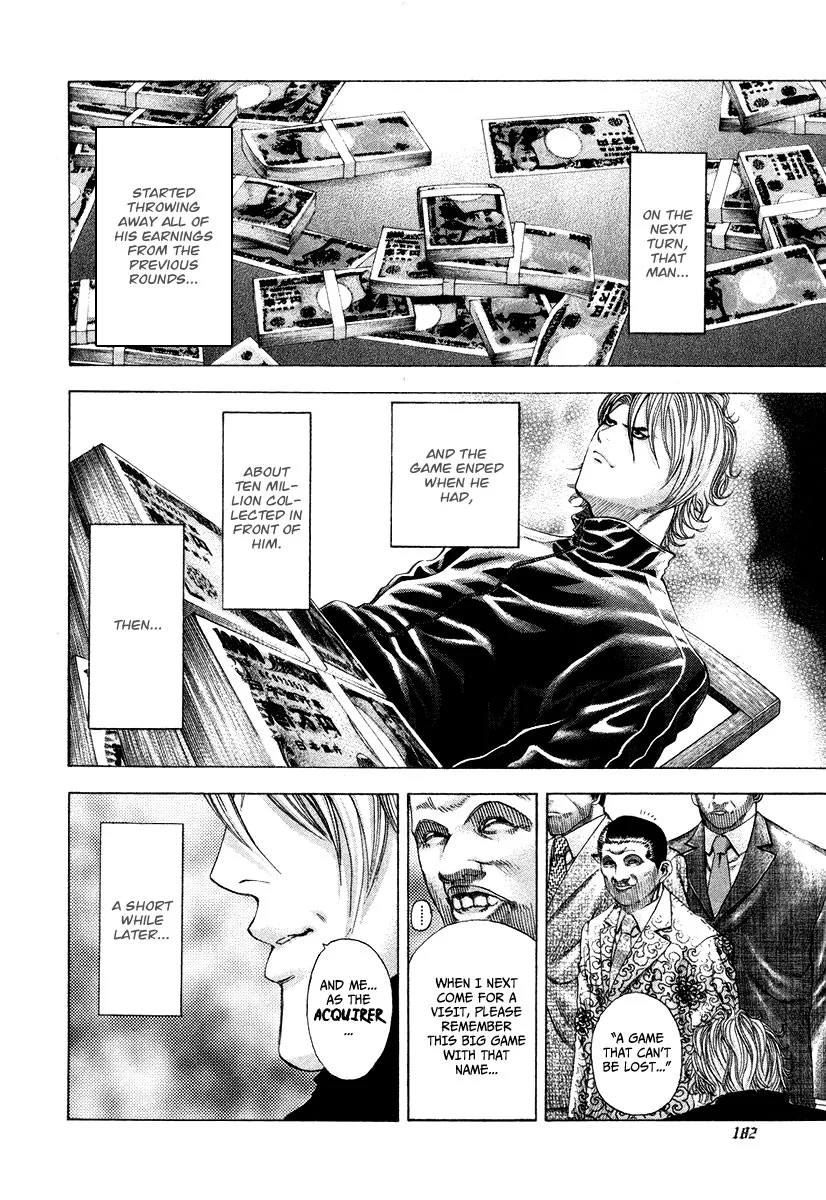 ON THE
NEXT
TURN,
THAT
MAN...
STARTED
THROWING
AWAY ALL OF
HIS EARNINGS
FROM THE
PREVIOUS
ROUNDS...
AND THE
GAME ENDED
WHEN HE
HAD,
ABOUT
TEN MIL-
LION COL-
LECTED IN
FRONT OF
HIM.
THEN...
"A GAME
THAT CAN'T
BE LOST..."
WHEN I NEXT
COME FOR A
VISIT, PLEASE
REMEMBER
THIS BIG GAME
WITH THAT
NAME...
AND ME...
AS THE
ACQUIRER
...
A SHORT
WHILE
LATER...
182